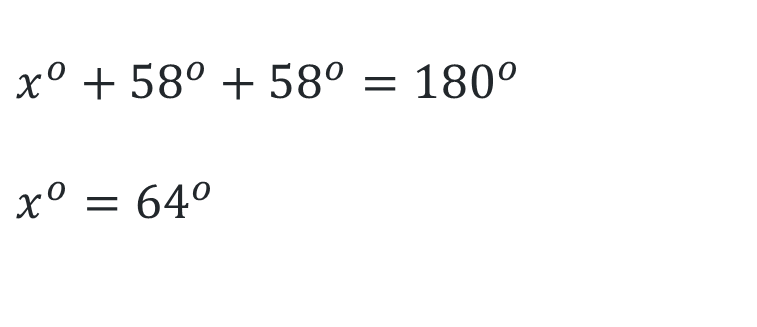 x° + 58° + 58° = 180°
x° = 64°